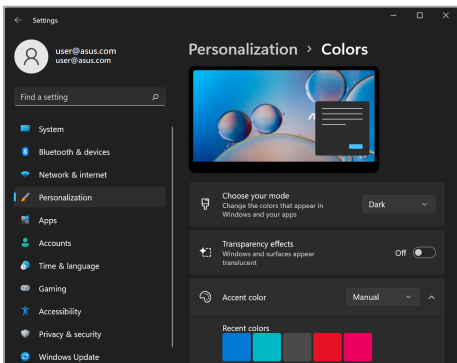 Settings
user@asus.com
user@asus.com
Find a setting
System
Bluetooth & devices
Network & internet
Personalization
Apps
Accounts
Time & language
Gaming
Accessibility
Privacy & security
Windows Update
Personalization > Colors
Choose your mode
Change the colors that appear in
Windows and your apps
Dark
Transparency effects
Windows and surfaces appear
translucent
Off
Accent color
Manual
Recent colors